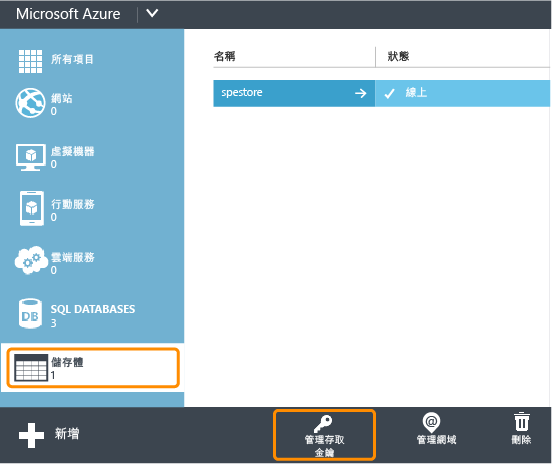 Microsoft Azure
所有項目
網站
0
虛擬機器
0
行動服務
0
雲端服務
0
DB
SQL DATABASES
3
儲存體
1
名稱 狀態
spestore 線上
新增
管理存取
金鑰
管理網域
刪除